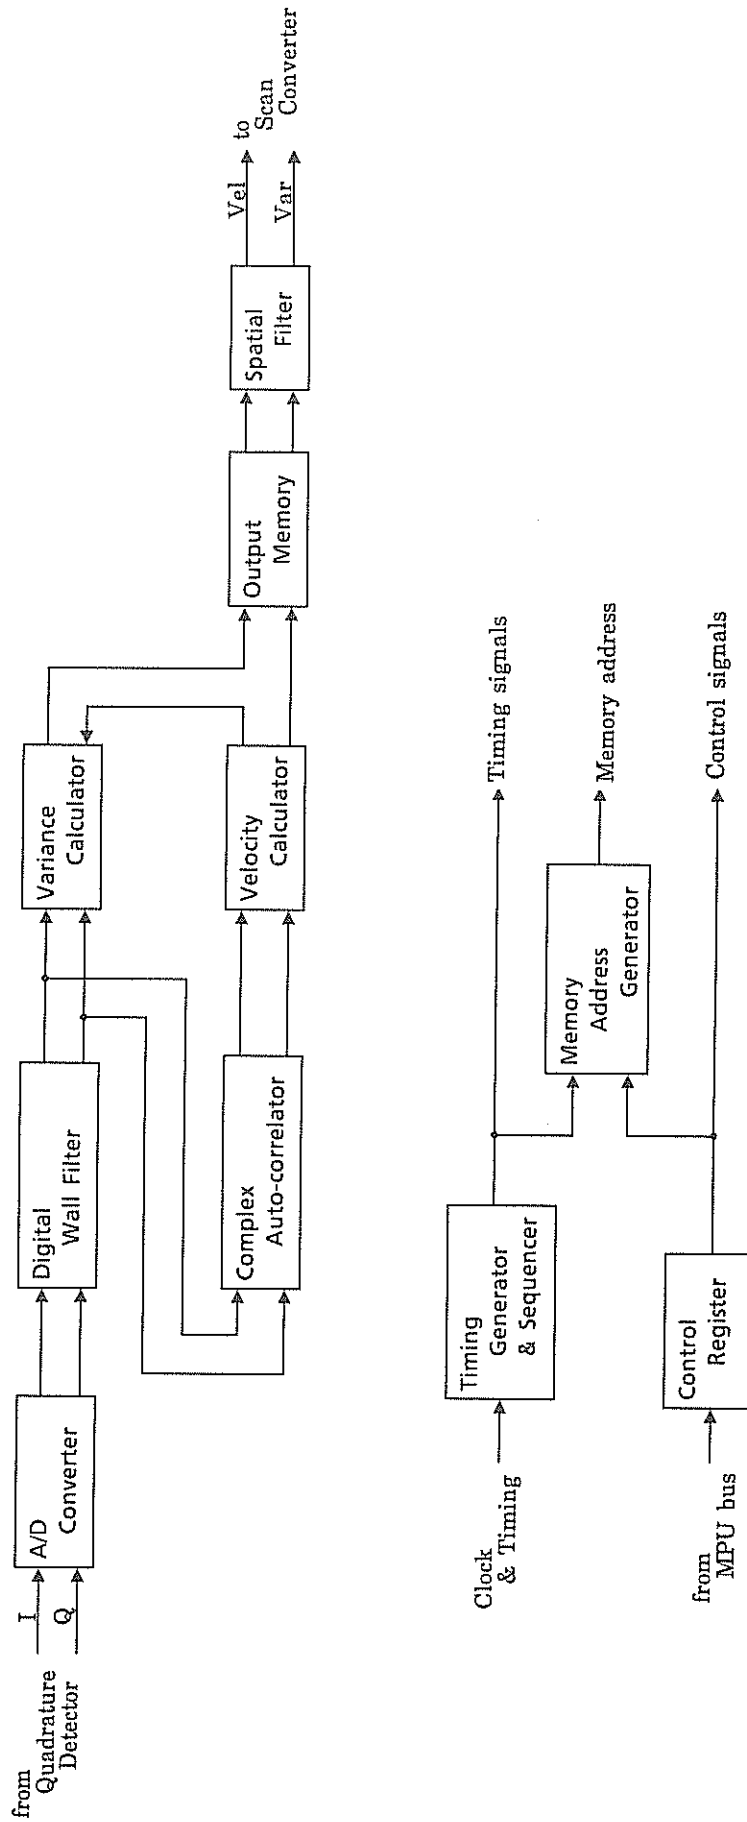 from
Quadrature
Detector
I
Q
A/D
Converter
Digital
Wall Filter
Variance
Calculator
Complex
Auto-correlator
Velocity
Calculator
Output
Memory
Spatial
Filter
Vel
Var
to
Scan
Converter
Clock
& Timing
Timing
Generator
& Sequencer
Timing signals
Memory
Address
Generator
Memory address
from
MPU bus
Control
Register
Control signals